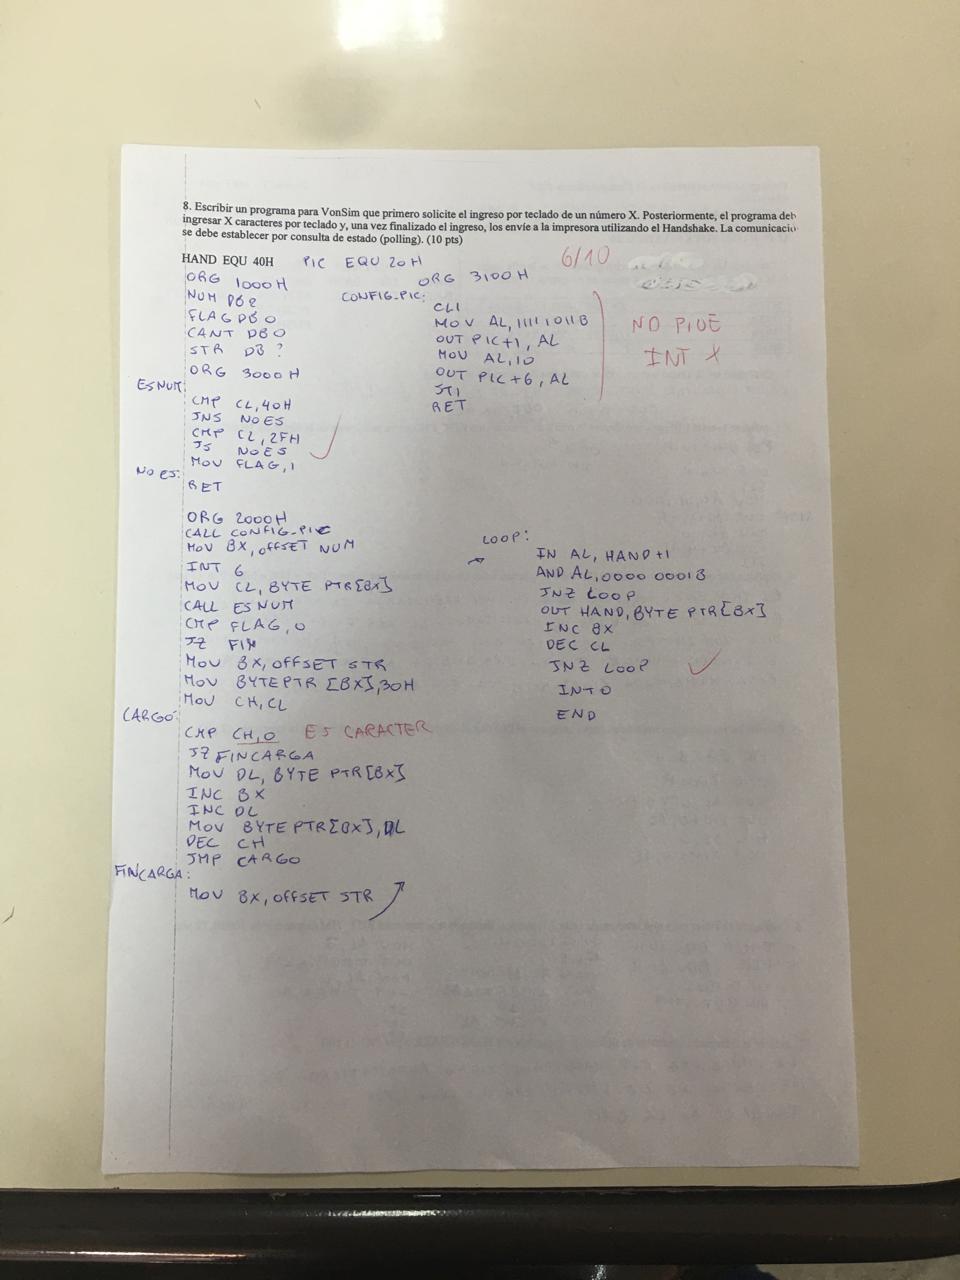 8. Escribir un programa para VonSim que primero solicite el ingreso por teclado de un número X. Posteriormente, el programa deb
ingresar X caracteres por teclado y, una vez finalizado el ingreso, los envíe a la impresora utilizando el Handshake. La comunicació
se debe establecer por consulta de estado (polling). (10 pts)
HAND EQU 40H PIC EQU 20H
6/10
ORG 1000H
NUM DB ?
FLAG DB 0
CANT DB 0
STR DB ?
ORG 3000H
ESNUM:
CMP CL,40H
JNS NOES
CMP CL,2FH
JS NOES
MOV FLAG,1
NO ES:
RET
ORG 3100H
CONFIG-PIC:
CLI
MOV AL,11111011B
OUT PIC+1, AL
MOV AL,10
OUT PIC+6, AL
STI
RET
NO PIDE
INT X
ORG 2000H
CALL CONFIG-PIC
MOV BX, OFFSET NUM
INT 6
MOV CL, BYTE PTR[BX]
CALL ESNUM
CMP FLAG,0
JZ FIN
MOV BX, OFFSET STR
MOV BYTE PTR [BX],30H
MOV CH,CL
CARGO:
CMP CH,0 ES CARACTER
JZ FINCARGA
MOV DL, BYTE PTR[BX]
INC BX
INC DL
MOV BYTE PTR[BX],DL
DEC CH
JMP CARGO
FINCARGA:
MOV BX, OFFSET STR
LOOP:
IN AL, HAND+1
AND AL,0000 0001B
JNZ LOOP
OUT HAND, BYTE PTR[BX]
INC BX
DEC CL
JNZ LOOP
INT 0
END